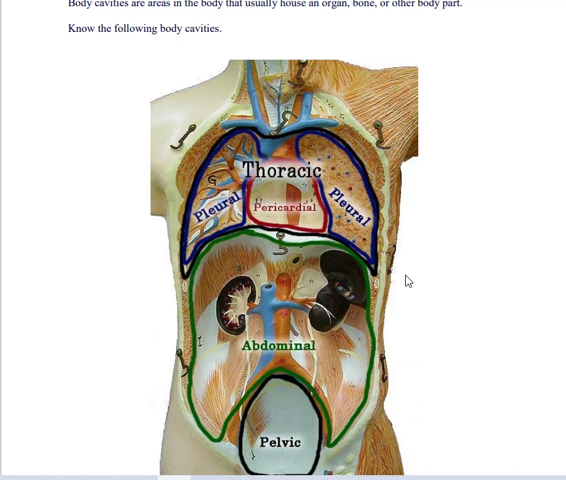 Body cavities are areas in the body that usually house an organ, bone, or other body part.
Know the following body cavities.
Thoracic
Pleural
Pericardial
Pleural
Abdominal
Pelvic